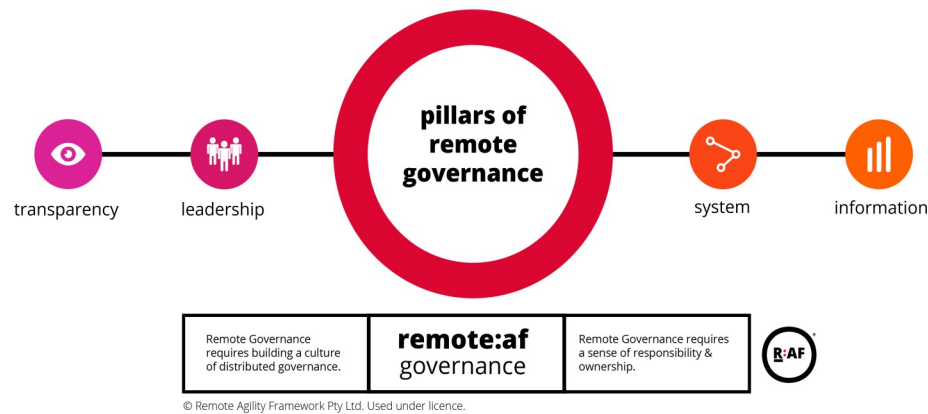 pillars of
remote
governance
transparency
leadership
system
information
Remote Governance
requires building a culture
of distributed governance.
remote:af
governance
Remote Governance requires
a sense of responsibility &
ownership.
R:AF
© Remote Agility Framework Pty Ltd. Used under licence.